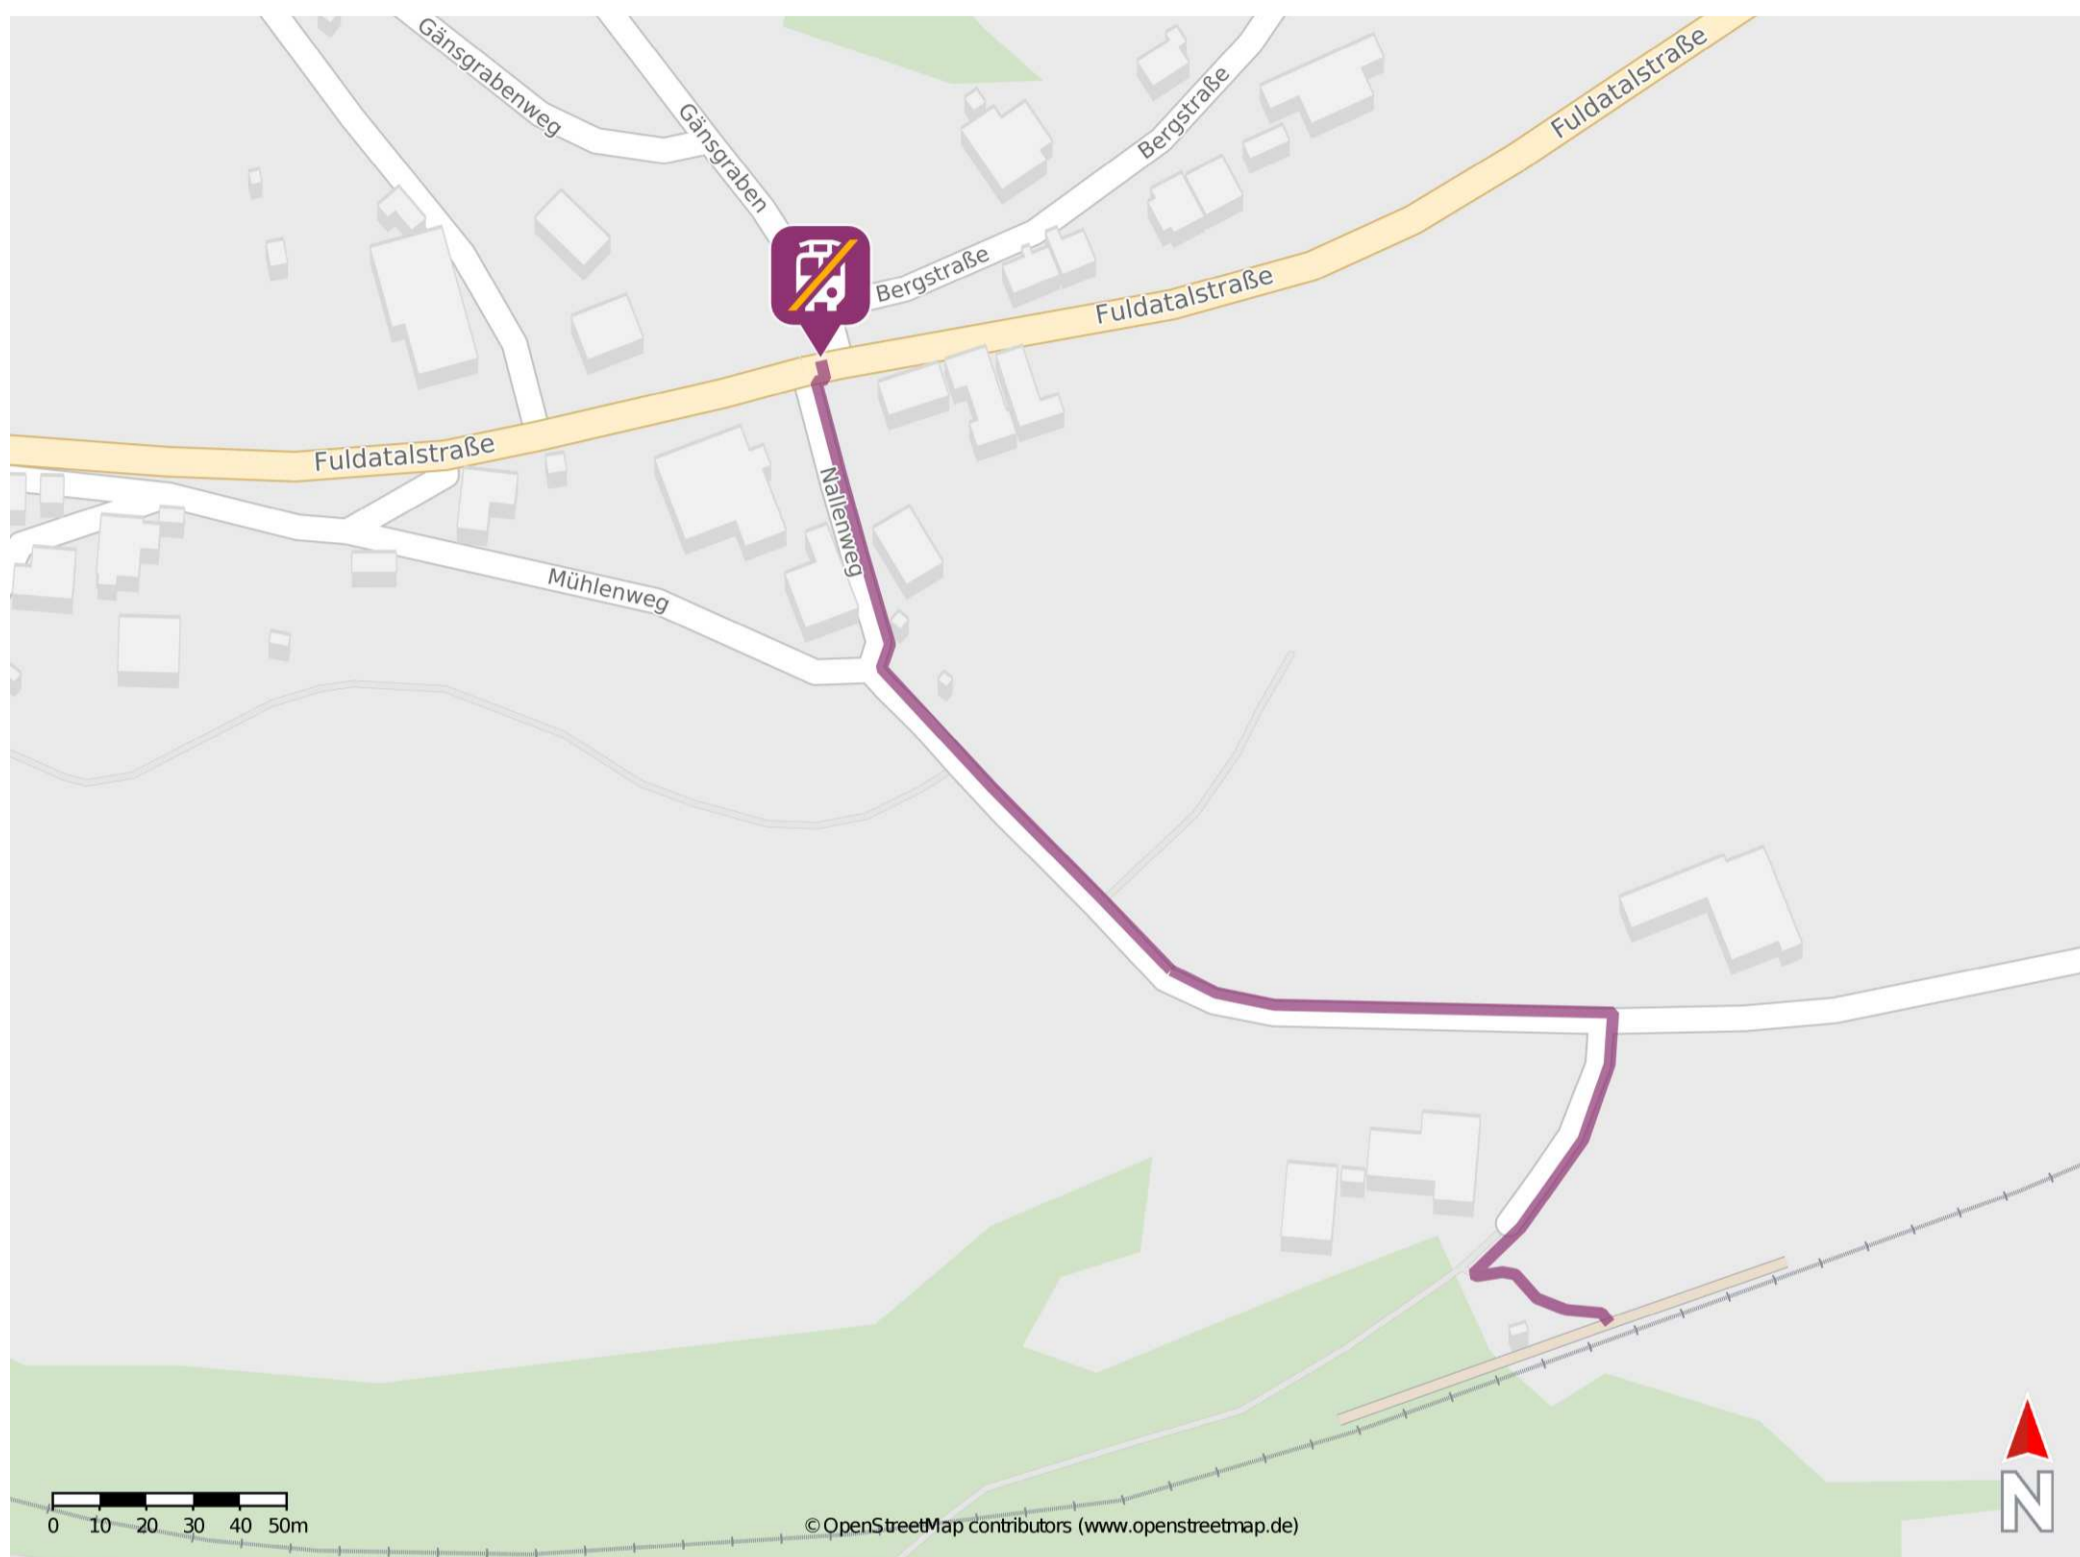 Gänsgrabenweg
Gänsgraben
Bergstraße
Fuldatalstraße
Bergstraße
Fuldatalstraße
Fuldatalstraße
Nallenweg
Mühlenweg
0 10 20 30 40 50m
© OpenStreetMap contributors (www.openstreetmap.de)
N